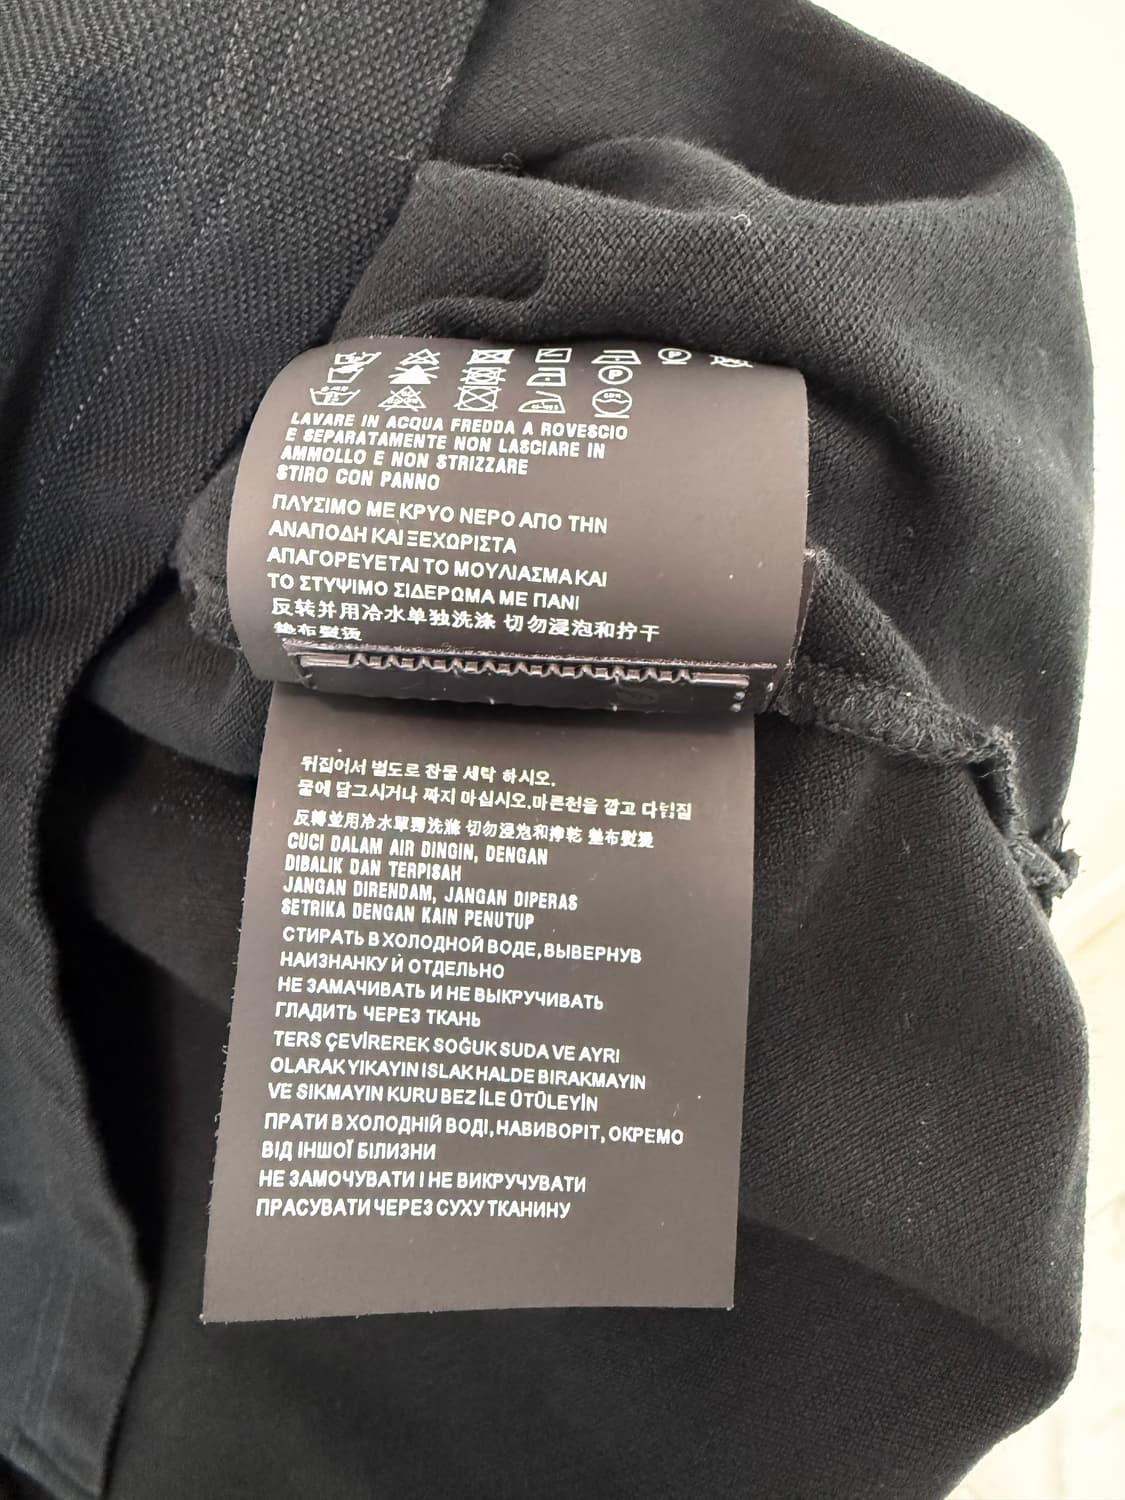 LAVARE IN ACQUA FREDDA A ROVESCIO
E SEPARATAMENTE NON LASCIARE IN
AMMOLLO E NON STRIZZARE
STIRO CON PANNO
ΠΛΥΣΙΜΟ ΜΕ ΚΡΥΟ ΝΕΡΟ ΑΠΟ ΤΗΝ
ΑΝΑΠΟΔΗ ΚΑΙ ΞΕΧΩΡΙΣΤΑ
ΑΠΑΓΟΡΕΥΕΤΑΙ ΤΟ ΜΟΥΛΙΑΣΜΑ ΚΑΙ
ΤΟ ΣΤΥΨΙΜΟ ΣΙΔΕΡΩΜΑ ΜΕ ΠΑΝΙ
反转并用冷水单独洗涤 切勿浸泡和拧干
垫布熨烫
뒤집어서 별도로 찬물 세탁 하시오.
물에 담그시거나 짜지 마십시오.마른천을 깔고 다림질
反轉並用冷水單獨洗滌 切勿浸泡和擰乾 墊布熨燙
CUCI DALAM AIR DINGIN, DENGAN
DIBALIK DAN TERPISAH
JANGAN DIRENDAM, JANGAN DIPERAS
SETRIKA DENGAN KAIN PENUTUP
СТИРАТЬ В ХОЛОДНОЙ ВОДЕ,ВЫВЕРНУВ
НАИЗНАНКУ Й ОТДЕЛЬНО
НЕ ЗАМАЧИВАТЬ И НЕ ВЫКРУЧИВАТЬ
ГЛАДИТЬ ЧЕРЕЗ ТКАНЬ
TERS ÇEVİREREK SOĞUK SUDA VE AYRI
OLARAK YIKAYIN ISLAK HALDE BIRAKMAYIN
VE SIKMAYIN KURU BEZ İLE ÜTÜLEYİN
ПРАТИ В ХОЛОДНІЙ ВОДІ,НАВИВОРІТ, ОКРЕМО
ВІД ІНШОЇ БІЛИЗНИ
НЕ ЗАМОЧУВАТИ І НЕ ВИКРУЧУВАТИ
ПРАСУВАТИ ЧЕРЕЗ СУХУ ТКАНИНУ